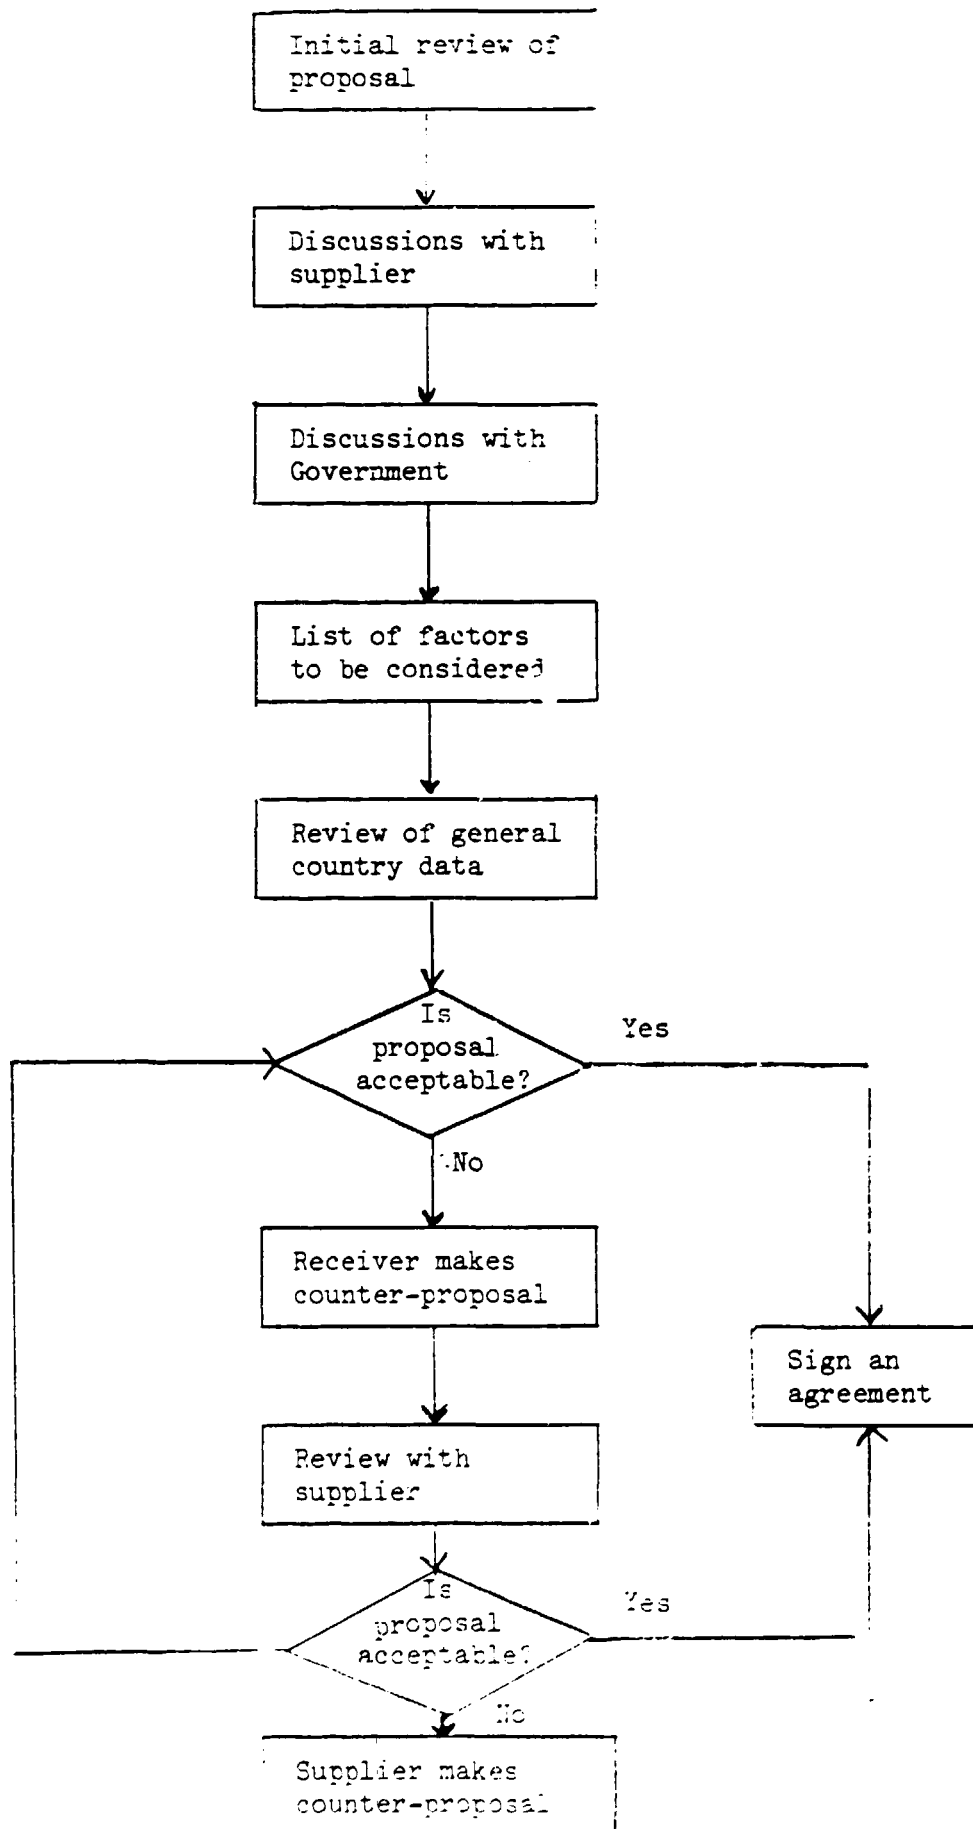 Initial review of
proposal
Discussions with
supplier
Discussions with
Government
List of factors
to be considered
Review of general
country data
Is
proposal
acceptable?
Yes
No
Receiver makes
counter-proposal
Sign an
agreement
Review with
supplier
Is
proposal
acceptable?
Yes
No
Supplier makes
counter-proposal